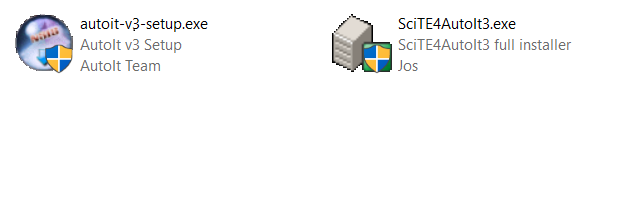 autoit-v3-setup.exe
AutoIt v3 Setup
AutoIt Team
SciTE4AutoIt3.exe
SciTE4AutoIt3 full installer
Jos